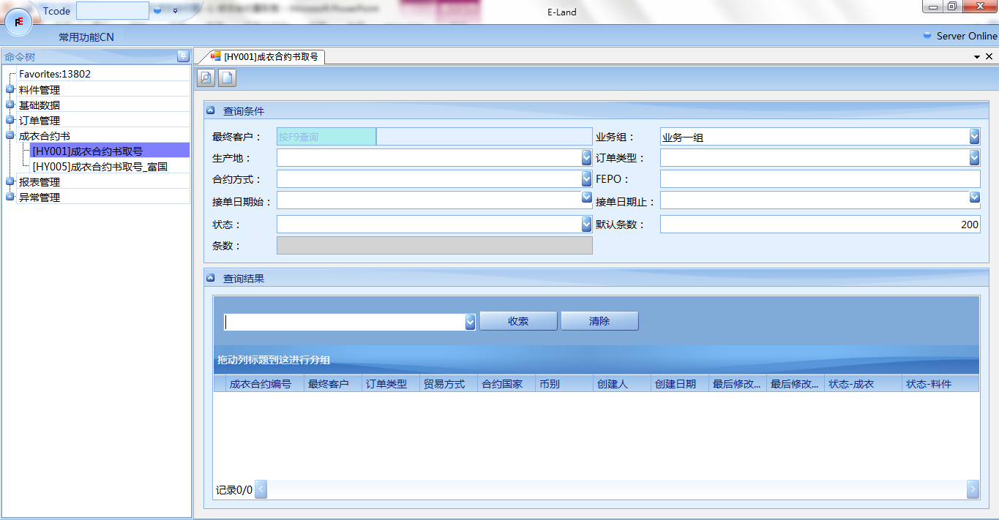 Tcode
E-Land
常用功能CN
Server Online
命令树
Favorites:13802
料件管理
基础数据
订单管理
成衣合约书
[HY001]成衣合约书取号
[HY005]成衣合约书取号_富国
报表管理
异常管理
[HY001]成衣合约书取号
查询条件
最终客户： 按F9查询 业务组： 业务一组
生产地： 订单类型：
合约方式： FEPO：
接单日期始： 接单日期止：
状态： 默认条数： 200
条数：
查询结果
收索 清除
拖动列标题到这进行分组
成衣合约编号 最终客户 订单类型 贸易方式 合约国家 币别 创建人 创建日期 最后修改... 最后修改... 状态-成衣 状态-料件
记录0/0